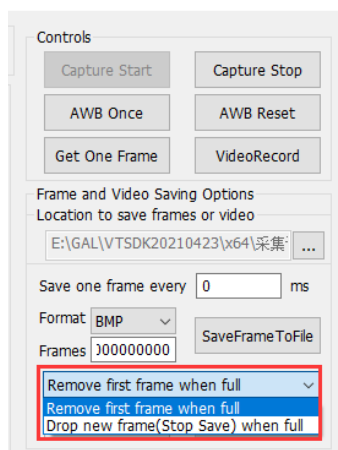 Controls
Capture Start Capture Stop
AWB Once AWB Reset
Get One Frame VideoRecord
Frame and Video Saving Options
Location to save frames or video
E:\GAL\VTSDK20210423\x64\采集 ...
Save one frame every 0 ms
Format BMP
SaveFrameToFile
Frames 000000000
Remove first frame when full
Remove first frame when full
Drop new frame(Stop Save) when full